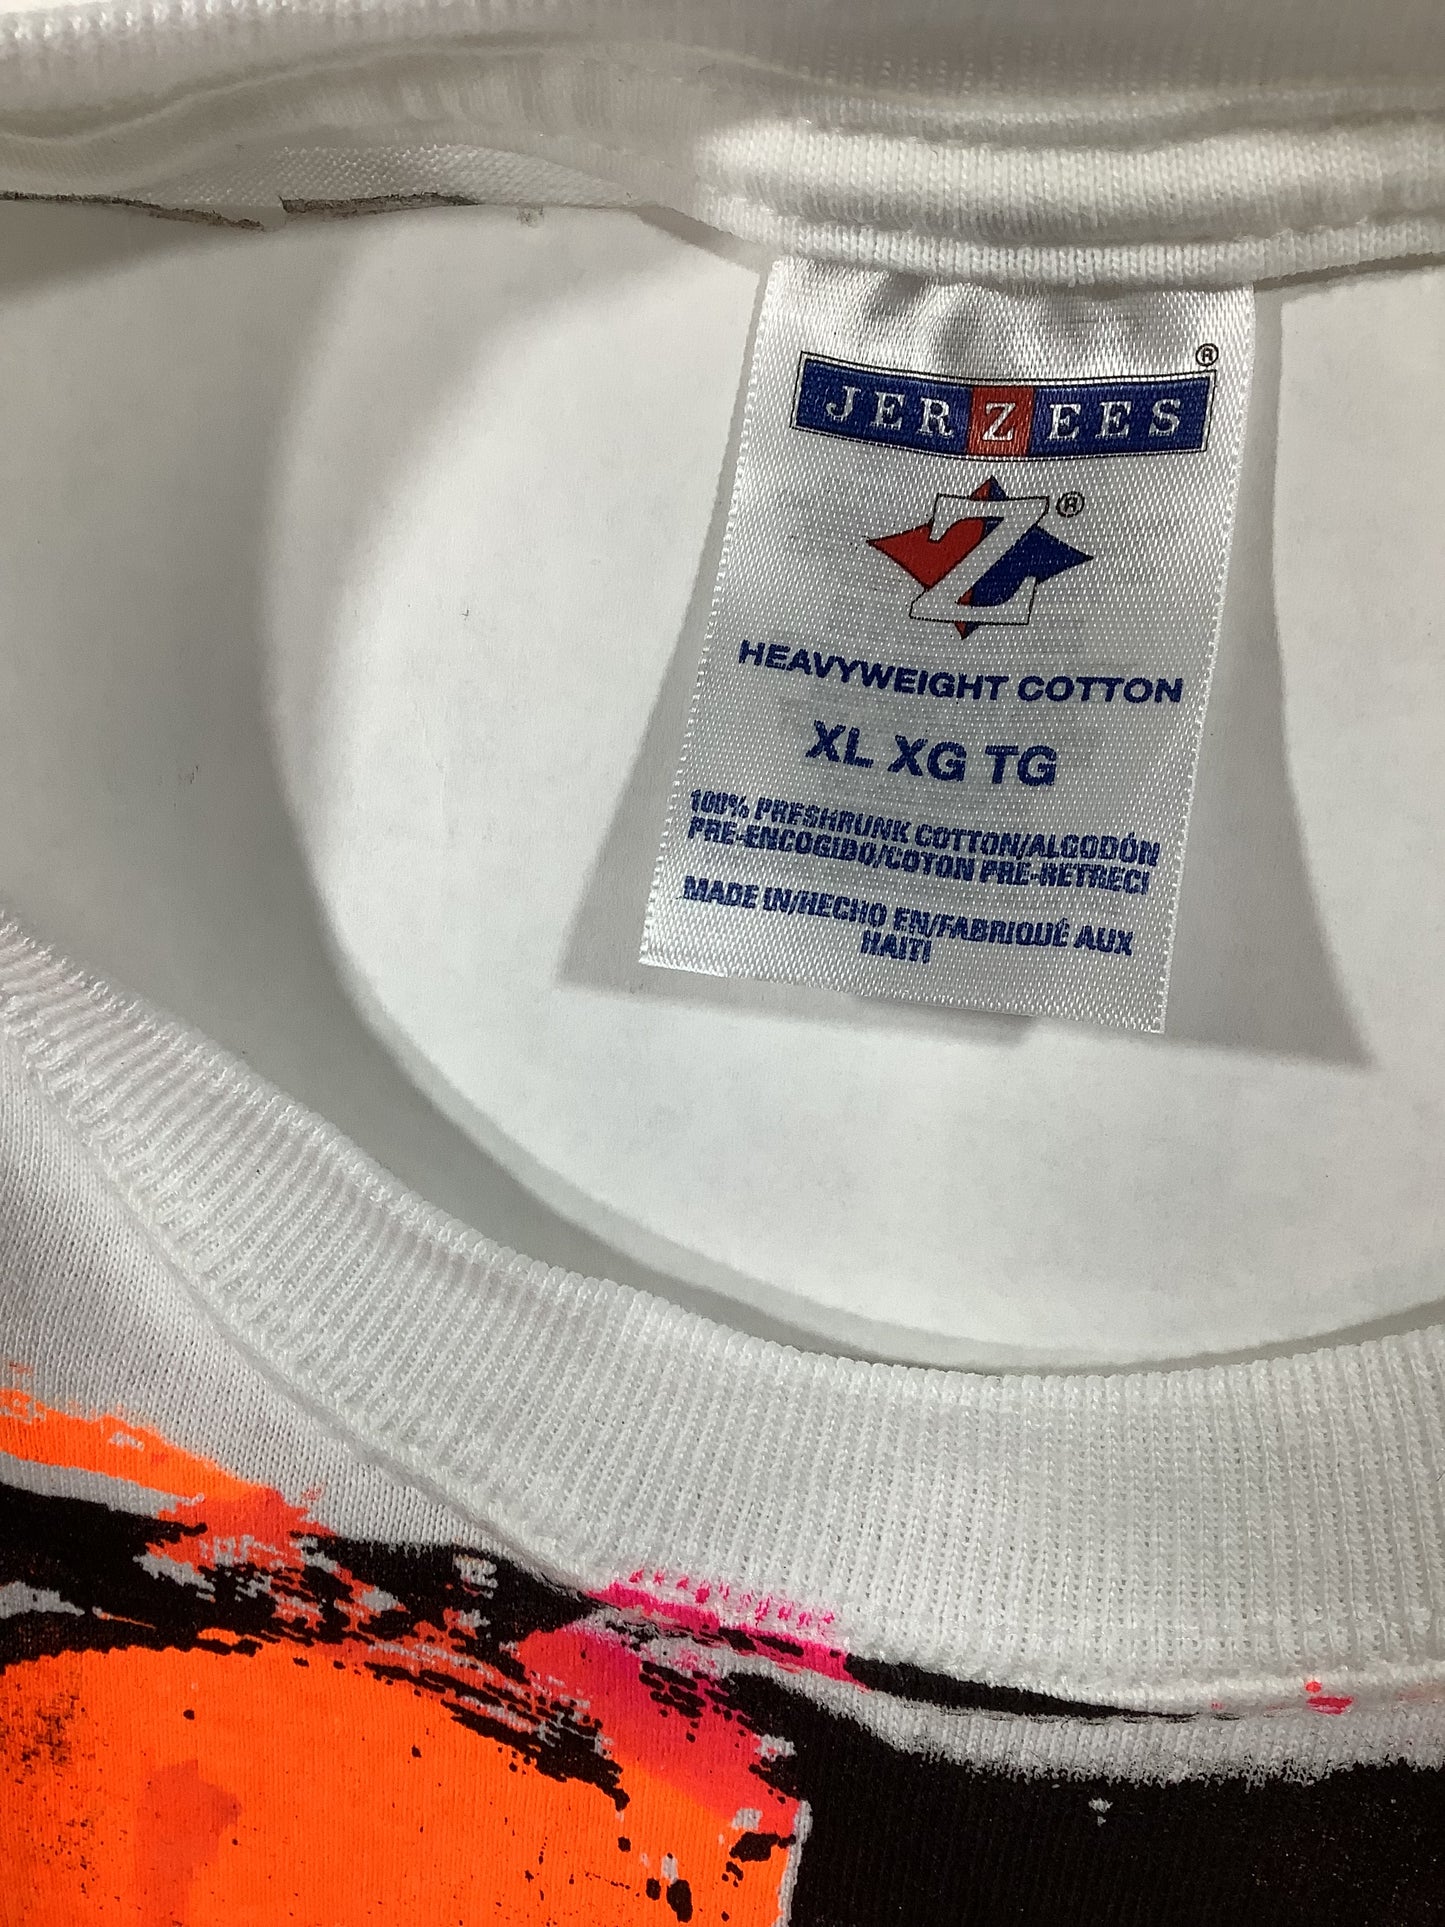 JERZEES ®
Z ®
HEAVYWEIGHT COTTON
XL XG TG
100% PRESHRUNK COTTON/ALGODÓN
PRE-ENCOGIDO/COTON PRÉ-RETRECI
MADE IN/HECHO EN/FABRIQUÉ AUX
HAITI